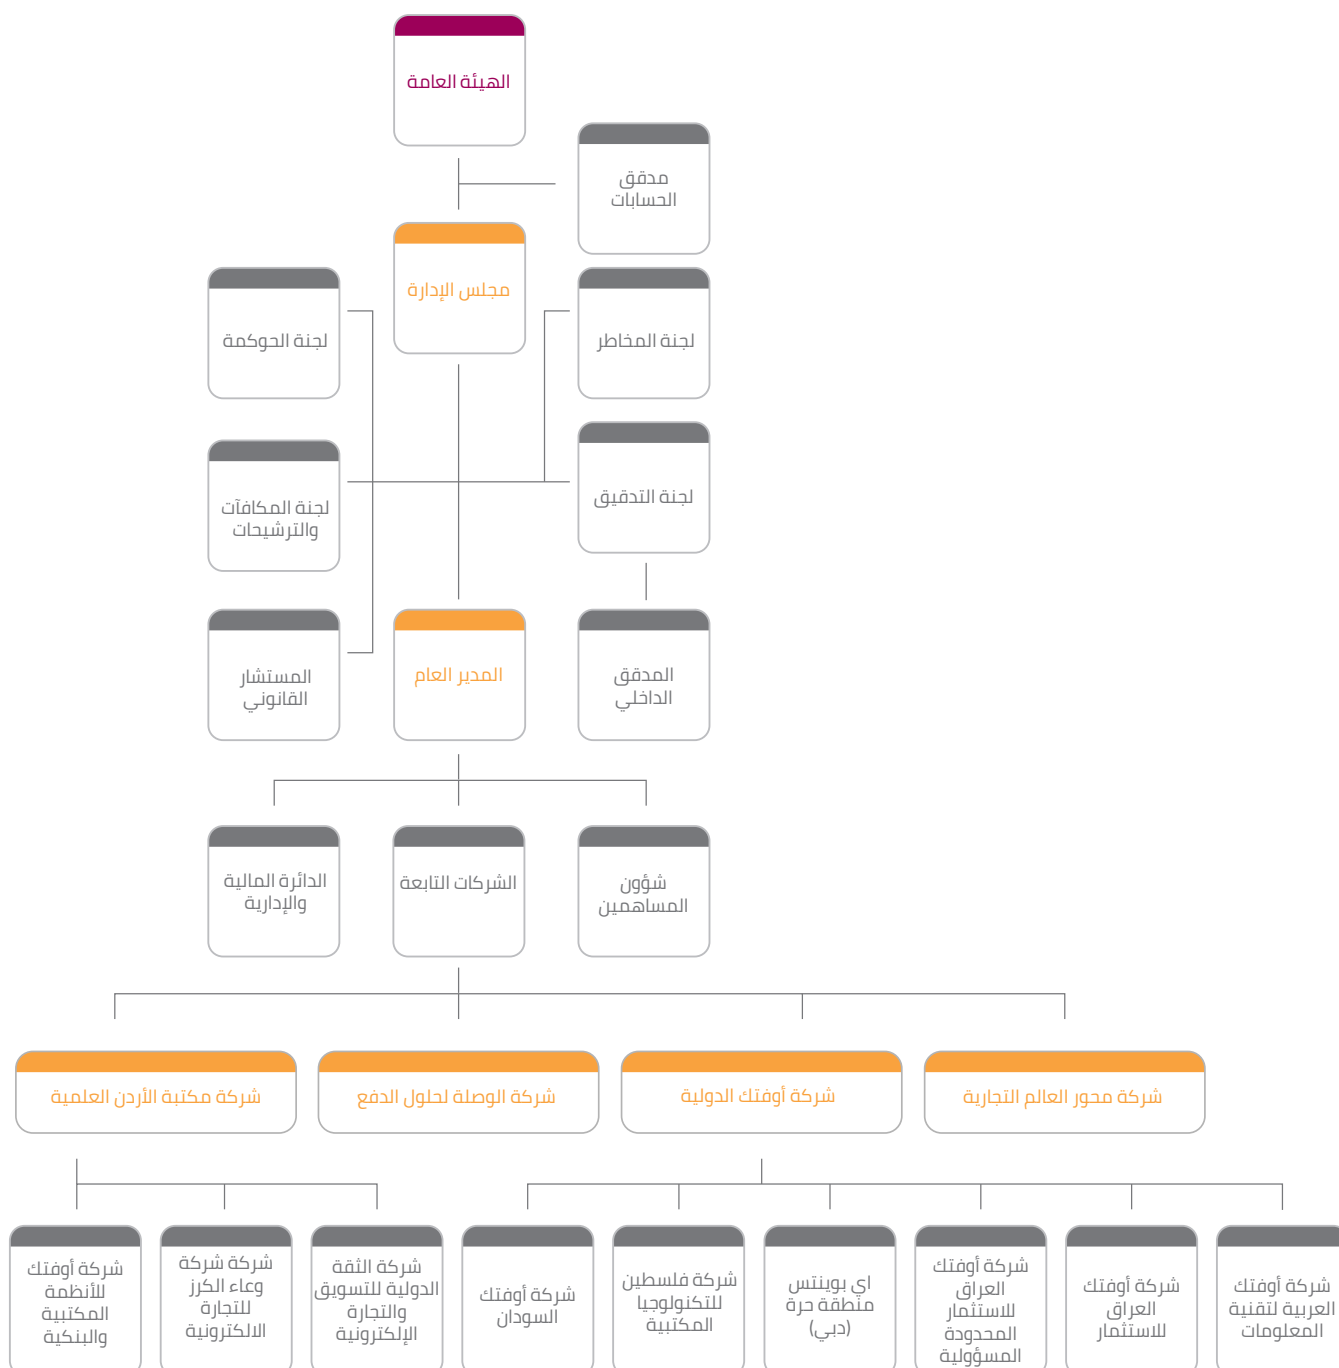 الهيئة العامة
مدقق
الحسابات
مجلس الإدارة
لجنة المخاطر
لجنة الحوكمة
لجنة التدقيق
لجنة المكافآت
والترشيحات
المدقق
الداخلي
المدير العام
المستشار
القانوني
شؤون
المساهمين
الشركات التابعة
الدائرة المالية
والإدارية
شركة محور العالم التجارية
شركة أوفتك الدولية
شركة الوصلة لحلول الدفع
شركة مكتبة الأردن العلمية
شركة أوفتك
العربية لتقنية
المعلومات
شركة أوفتك
العراق
للاستثمار
شركة أوفتك
العراق
للاستثمار
المحدودة
المسؤولية
اي بوينتس
منطقة حرة
(دبي)
شركة فلسطين
للتكنولوجيا
المكتبية
شركة أوفتك
السودان
شركة الثقة
الدولية للتسويق
والتجارة
الإلكترونية
شركة شركة
وعاء الكرز
للتجارة
الالكترونية
شركة أوفتك
للأنظمة
المكتبية
والبنكية